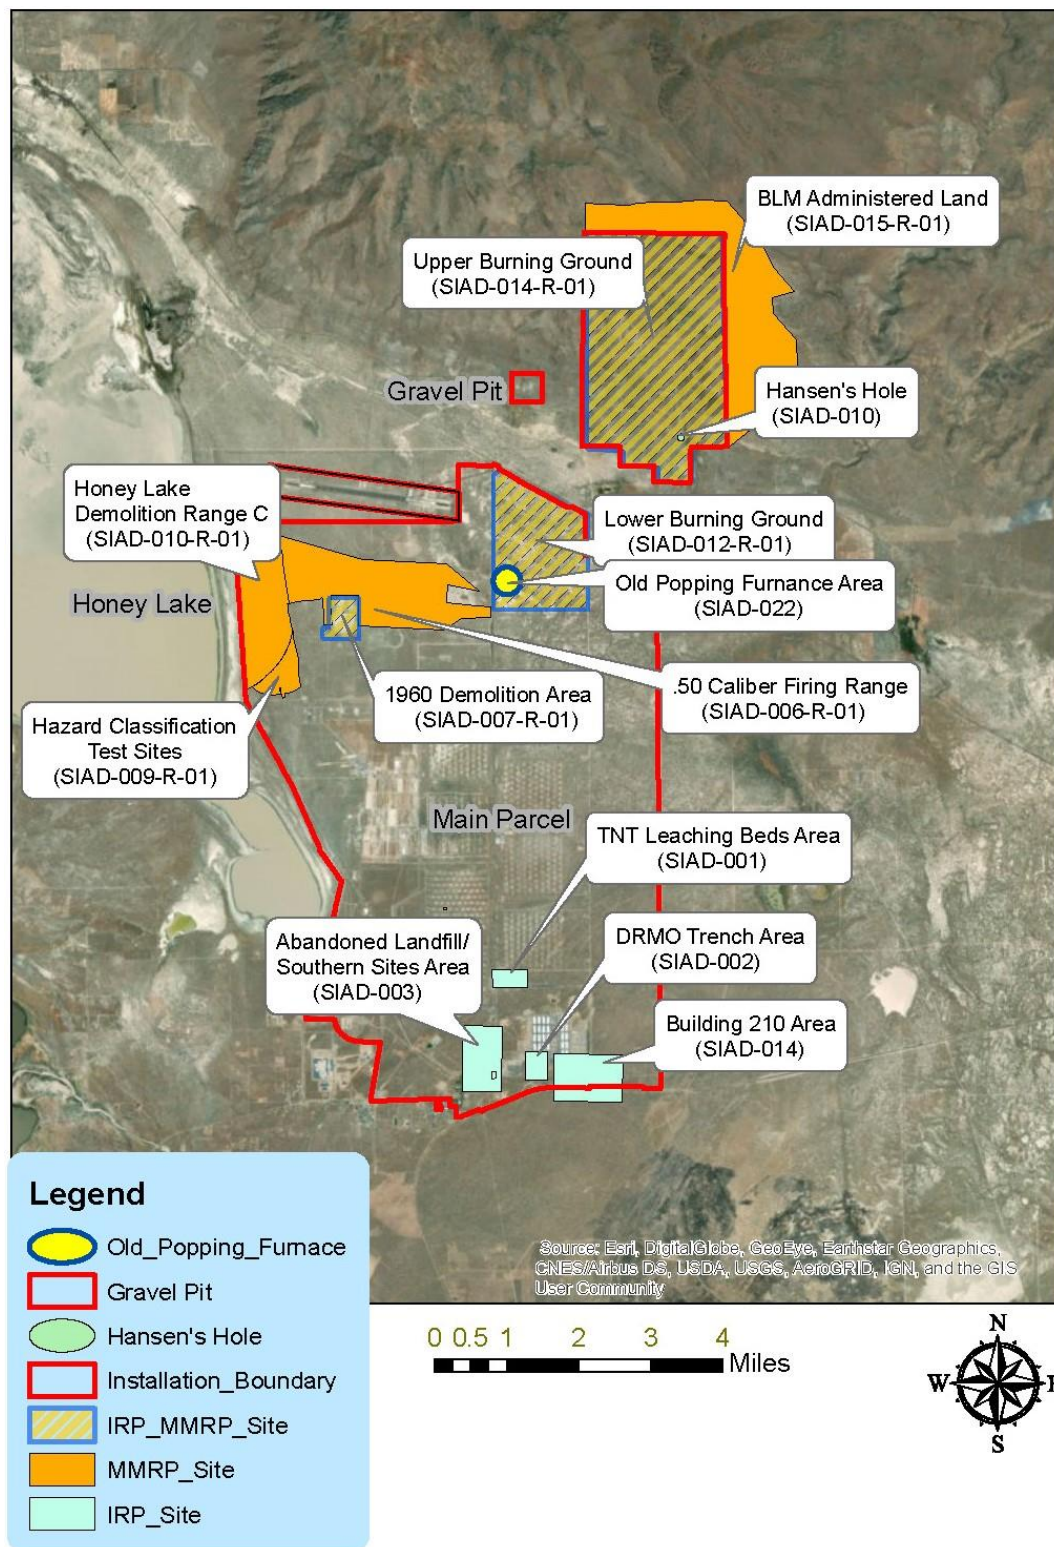 BLM Administered Land
(SIAD-015-R-01)
Upper Burning Ground
(SIAD-014-R-01)
Gravel Pit
Hansen's Hole
(SIAD-010)
Honey Lake
Demolition Range C
(SIAD-010-R-01)
Lower Burning Ground
(SIAD-012-R-01)
Old Popping Furnance Area
(SIAD-022)
Honey Lake
1960 Demolition Area
(SIAD-007-R-01)
.50 Caliber Firing Range
(SIAD-006-R-01)
Hazard Classification
Test Sites
(SIAD-009-R-01)
Main Parcel
TNT Leaching Beds Area
(SIAD-001)
Abandoned Landfill/
Southern Sites Area
(SIAD-003)
DRMO Trench Area
(SIAD-002)
Building 210 Area
(SIAD-014)
Legend
Old_Popping_Furnace
Gravel Pit
Hansen's Hole
Installation_Boundary
IRP_MMRP_Site
MMRP_Site
IRP_Site
Source: Esri, DigitalGlobe, GeoEye, Earthstar Geographics,
CNES/Airbus DS, USDA, USGS, AeroGRID, IGN, and the GIS
User Community
0 0.5 1 2 3 4
Miles
N
W E
S